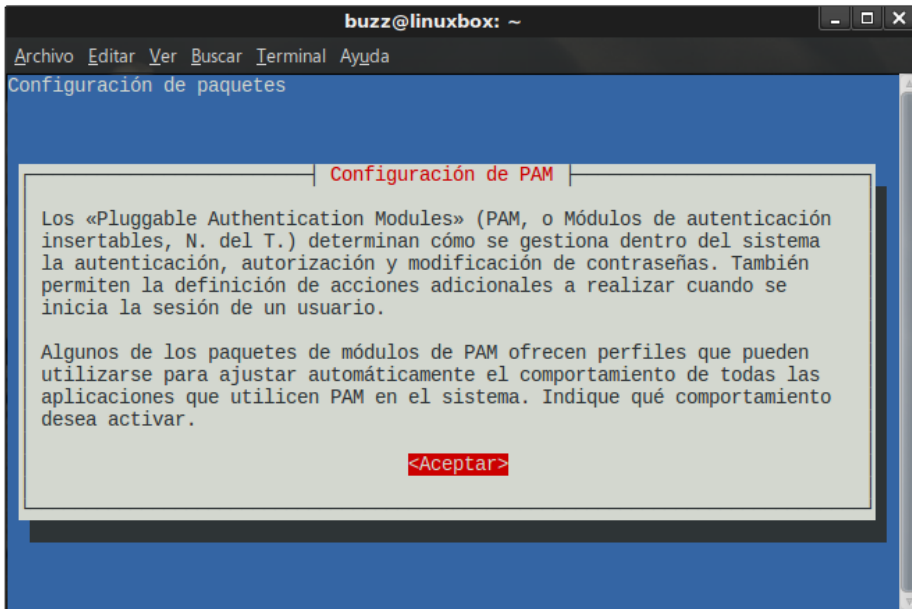 buzz@linuxbox: ~
Archivo Editar Ver Buscar Terminal Ayuda
Configuración de paquetes
Configuración de PAM
Los «Pluggable Authentication Modules» (PAM, o Módulos de autenticación
insertables, N. del T.) determinan cómo se gestiona dentro del sistema
la autenticación, autorización y modificación de contraseñas. También
permiten la definición de acciones adicionales a realizar cuando se
inicia la sesión de un usuario.
Algunos de los paquetes de módulos de PAM ofrecen perfiles que pueden
utilizarse para ajustar automáticamente el comportamiento de todas las
aplicaciones que utilicen PAM en el sistema. Indique qué comportamiento
desea activar.
<Aceptar>